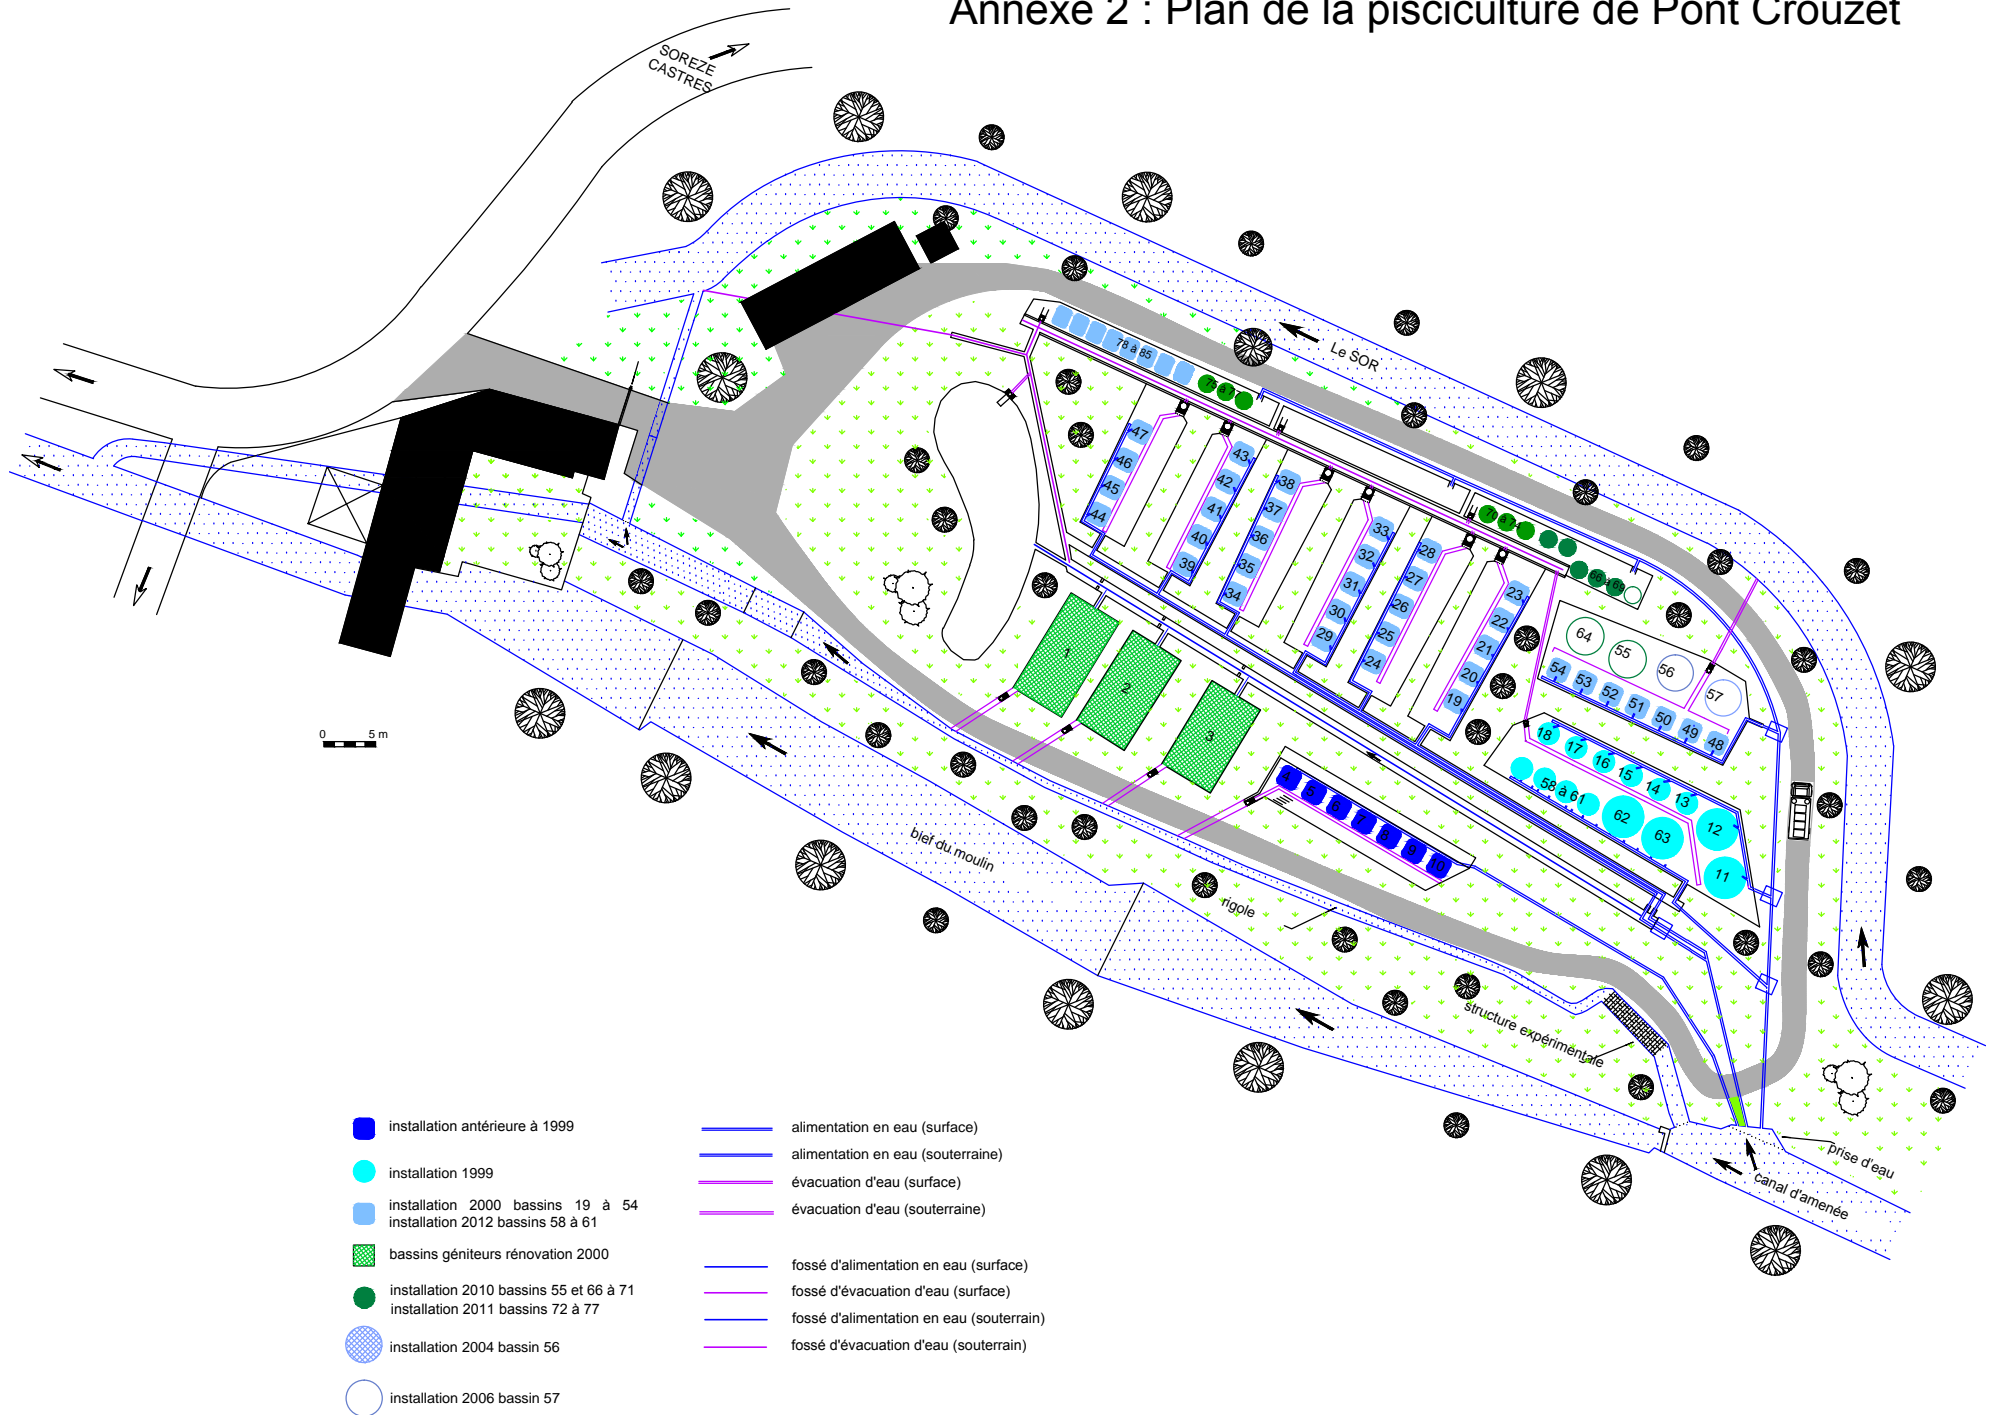 Annexe 2 : Plan de la pisciculture de Pont Crouzet
SOREZE
CASTRES
Le SOR
78 à 85
75 à 77
47
46
45
44
43
42
41
40
39
38
37
36
35
34
33
32
31
30
29
28
27
26
25
24
23
22
21
20
19
70 à 74
66 à 69
64
55
56
57
54
53
52
51
50
49
48
18
17
16
15
14
13
12
11
58 à 61
62
63
1
2
3
4
5
6
7
8
9
10
0 5 m
bief du moulin
rigole
structure expérimentale
prise d'eau
canal d'amenée
installation antérieure à 1999
installation 1999
installation 2000 bassins 19 à 54
installation 2012 bassins 58 à 61
bassins géniteurs rénovation 2000
installation 2010 bassins 55 et 66 à 71
installation 2011 bassins 72 à 77
installation 2004 bassin 56
installation 2006 bassin 57
alimentation en eau (surface)
alimentation en eau (souterraine)
évacuation d'eau (surface)
évacuation d'eau (souterraine)
fossé d'alimentation en eau (surface)
fossé d'évacuation d'eau (surface)
fossé d'alimentation en eau (souterrain)
fossé d'évacuation d'eau (souterrain)